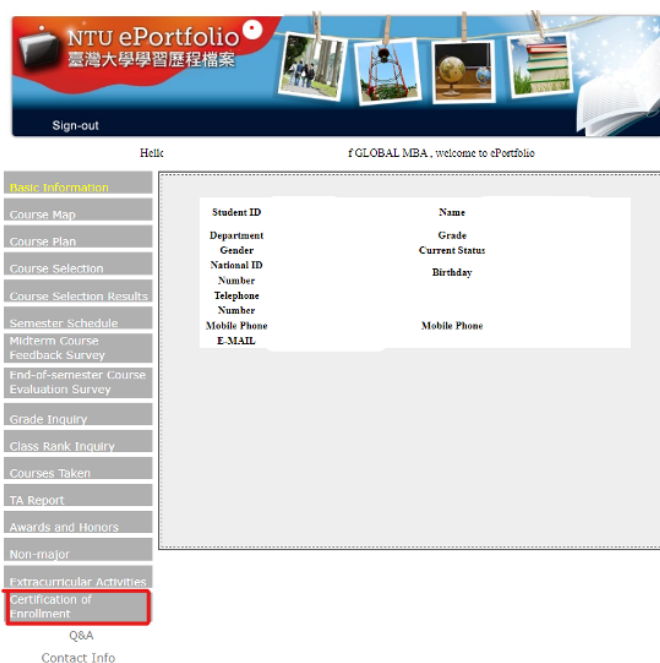 NTU ePortfolio
臺灣大學學習歷程檔案
Sign-out
f GLOBAL MBA , welcome to ePortfolio
Basic Information
Course Map
Course Plan
Course Selection
Course Selection Results
Semester Schedule
Midterm Course
Feedback Survey
End-of-semester Course
Evaluation Survey
Grade Inquiry
Class Rank Inquiry
Courses Taken
TA Report
Awards and Honors
Non-major
Extracurricular Activities
Certification of
Enrollment
Q&A
Contact Info
Student ID Name
Department Grade
Gender Current Status
National ID
Number
Birthday
Telephone
Number
Mobile Phone Mobile Phone
E-MAIL